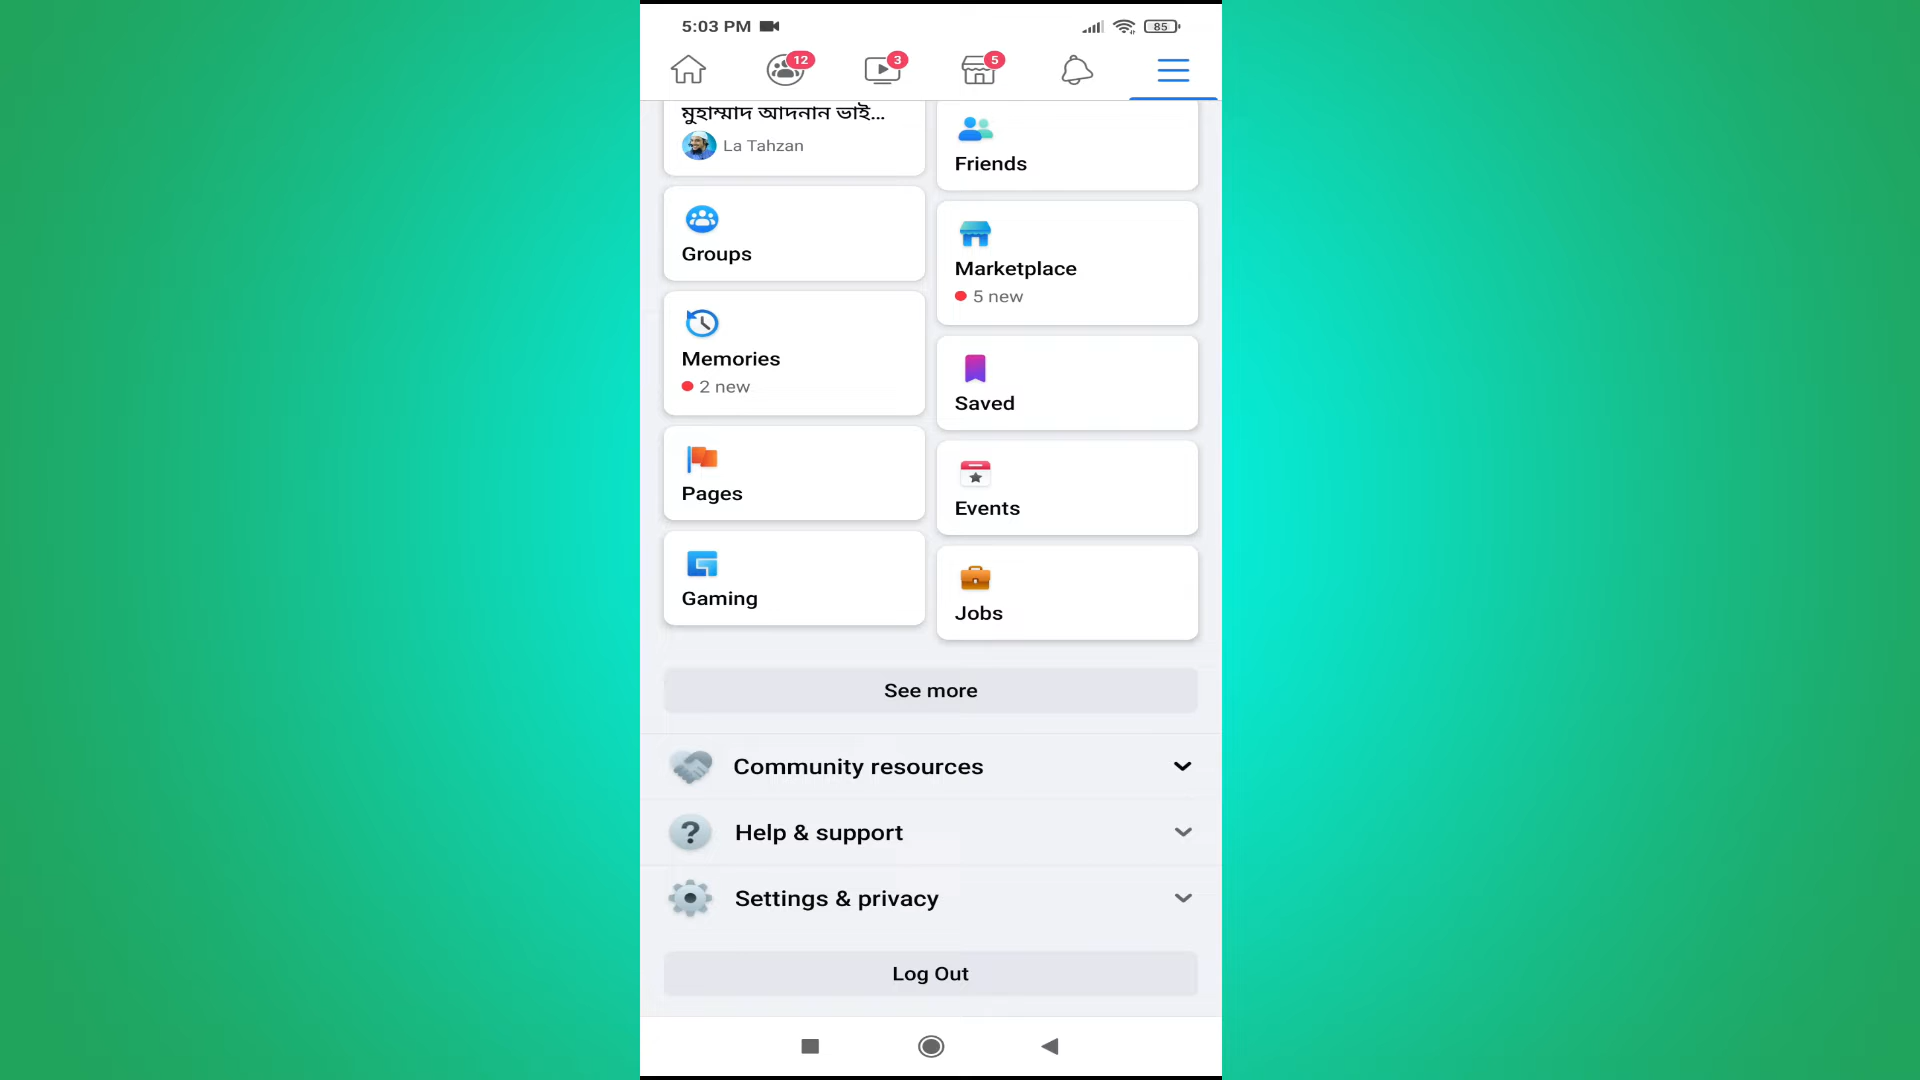 5:03 PM
85
12
3
5
মুহাম্মাদ আদনান ভাই...
La Tahzan
Friends
Groups
Marketplace
5 new
Memories
2 new
Saved
Pages
Events
Gaming
Jobs
See more
Community resources
?
Help & support
Settings & privacy
Log Out